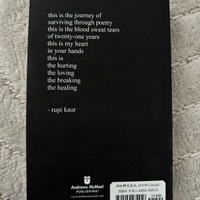 this is the journey of
surviving through poetry
this is the blood sweat tears
of twenty-one years
this is my heart
in your hands
this is
the hurting
the loving
the breaking
the healing
- rupi kaur
Andrews McMeel
PUBLISHING